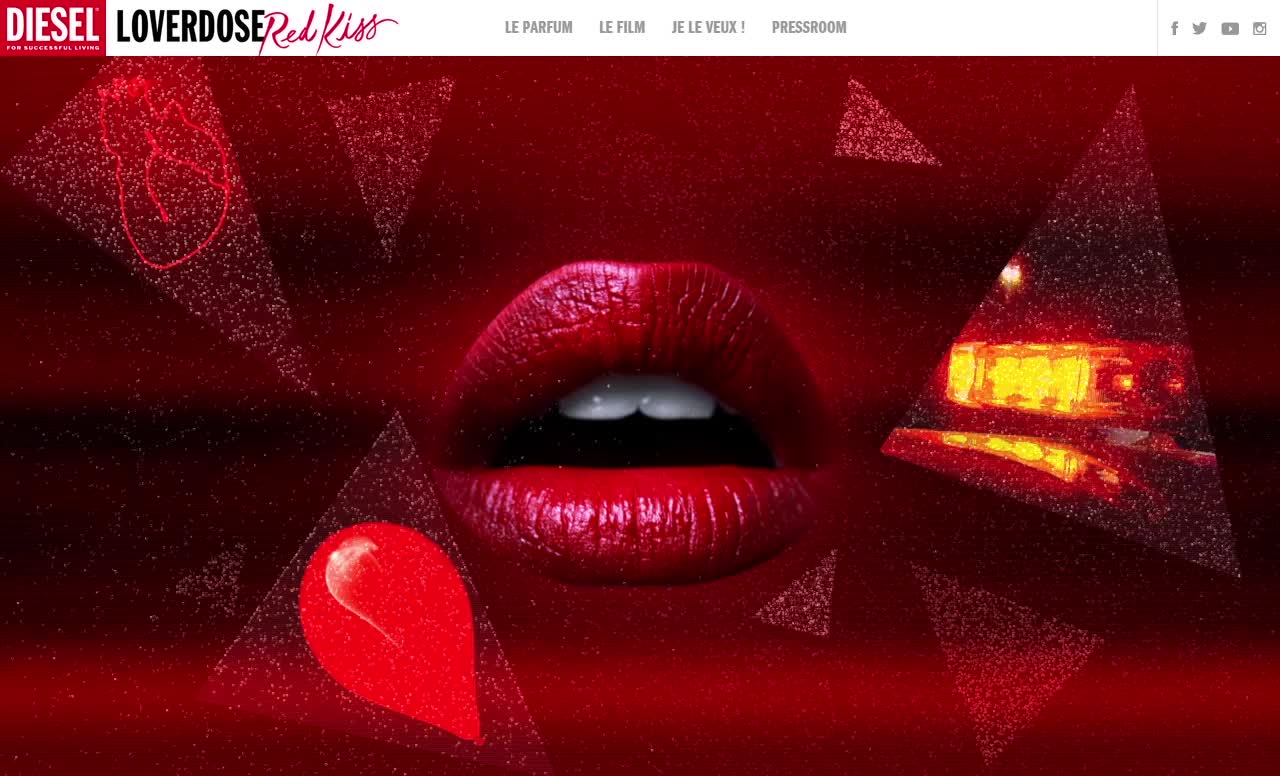 DIESEL
FOR SUCCESSFUL LIVING
LOVERDOSE Red Kiss
LE PARFUM LE FILM JE LE VEUX ! PRESSROOM